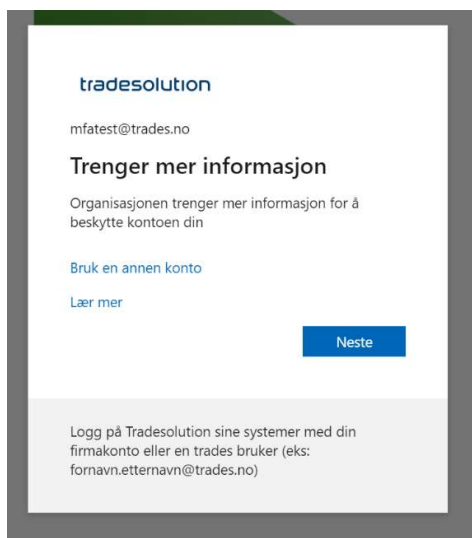 tradesolution
mfatest@trades.no
Trenger mer informasjon
Organisasjonen trenger mer informasjon for å
beskytte kontoen din
Bruk en annen konto
Lær mer
Neste
Logg på Tradesolution sine systemer med din
firmakonto eller en trades bruker (eks:
fornavn.etternavn@trades.no)